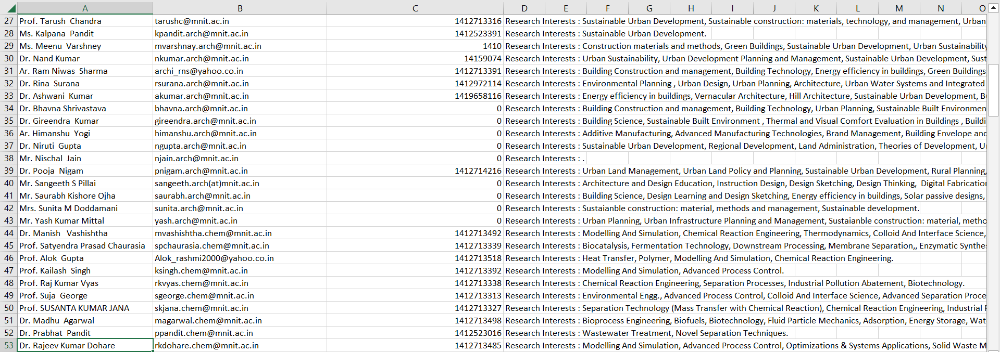 A B C D E F G H I J K L M N O
27 Prof. Tarush  Chandra tarushc@mnit.ac.in 1412713316 Research Interests : Sustainable Urban Development, Sustainable construction: materials, technology, and management, Urban
28 Ms. Kalpana  Pandit kpandit.arch@mnit.ac.in 1412523391 Research Interests : Sustainable Urban Development.
29 Ms. Meenu  Varshney mvarshnay.arch@mnit.ac.in 1410 Research Interests : Construction materials and methods, Green Buildings, Sustainable Urban Development, Urban Sustainability
30 Dr. Nand Kumar nkumar.arch@mnit.ac.in 14159074 Research Interests : Urban Sustainability, Urban Development Planning and Management, Sustainable Urban Development, Sust
31 Ar. Ram Niwas  Sharma archi_rns@yahoo.co.in 1412713391 Research Interests : Building Construction and management, Building Technology, Energy efficiency in buildings, Green Buildings,
32 Dr. Rina  Surana rsurana.arch@mnit.ac.in 1412972114 Research Interests : Environmental Planning , Urban Design, Urban Planning, Architecture, Urban Water Systems and Integrated
33 Dr. Ashwani  Kumar akumar.arch@mnit.ac.in 1419658116 Research Interests : Energy efficiency in buildings, Vernacular Architecture, Hill Architecture, Sustainable Urban Development, B
34 Dr. Bhavna Shrivastava bhavna.arch@mnit.ac.in 0 Research Interests : Building Construction and management, Building Technology, Urban Planning, Sustainable Built Environmen
35 Dr. Gireendra  Kumar gireendra.arch@mnit.ac.in 0 Research Interests : Building Science, Sustainable Built Environment , Thermal and Visual Comfort Evaluation in Buildings , Buildi
36 Ar. Himanshu  Yogi himanshu.arch@mnit.ac.in 0 Research Interests : Additive Manufacturing, Advanced Manufacturing Technologies, Brand Management, Building Envelope and
37 Dr. Niruti  Gupta ngupta.arch@mnit.ac.in 0 Research Interests : Sustainable Urban Development, Regional Development, Land Administration, Theories of Development, U
38 Mr. Nischal  Jain njain.arch@mnit.ac.in 0 Research Interests : .
39 Dr. Pooja  Nigam pnigam.arch@mnit.ac.in 1412714216 Research Interests : Urban Land Management, Urban Land Policy and Planning, Sustainable Urban Development, Rural Planning,
40 Mr. Sangeeth S Pillai sangeeth.arch(at)mnit.ac.in 0 Research Interests : Architecture and Design Education, Instruction Design, Design Sketching, Design Thinking,  Digital Fabrication
41 Mr. Saurabh Kishore Ojha saurabh.arch@mnit.ac.in 0 Research Interests : Building Science, Design Learning and Design Sketching, Energy efficiency in buildings, Solar passive designs,
42 Mrs. Sunita M Doddamani sunita.arch@mnit.ac.in 0 Research Interests : Sustaianble construction: material, methods and management, Sustainable development.
43 Mr. Yash Kumar Mittal yash.arch@mnit.ac.in 0 Research Interests : Urban Planning, Urban Infrastructure Planning and Management, Sustaianble construction: material, metho
44 Dr. Manish   Vashishtha mvashishtha.chem@mnit.ac.in 1412713492 Research Interests : Modelling And Simulation, Chemical Reaction Engineering, Thermodynamics, Colloid And Interface Science,
45 Prof. Satyendra Prasad Chaurasia spchaurasia.chem@mnit.ac.in 1412713339 Research Interests : Biocatalysis, Fermentation Technology, Downstream Processing, Membrane Separation,, Enzymatic Synthes
46 Prof. Alok  Gupta Alok_rashmi2000@yahoo.co.in 1412713518 Research Interests : Heat Transfer, Polymer, Modelling And Simulation, Chemical Reaction Engineering.
47 Prof. Kailash  Singh ksingh.chem@mnit.ac.in 1412713392 Research Interests : Modelling And Simulation, Advanced Process Control.
48 Prof. Raj Kumar Vyas rkvyas.chem@mnit.ac.in 1412713338 Research Interests : Chemical Reaction Engineering, Separation Processes, Industrial Pollution Abatement, Biotechnology.
49 Prof. Suja  George sgeorge.chem@mnit.ac.in 1412713313 Research Interests : Environmental Engg., Advanced Process Control, Colloid And Interface Science, Advanced Separation Proce
50 Prof. SUSANTA KUMAR JANA skjana.chem@mnit.ac.in 1412713327 Research Interests : Separation Technology (Mass Transfer with Chemical Reaction), Chemical Reaction Engineering, Industrial
51 Dr. Madhu  Agarwal magarwal.chem@mnit.ac.in 1412713498 Research Interests : Bioprocess Engineering, Biofuels, Biotechnology, Fluid Particle Mechanics, Adsorption, Energy Storage, Wat
52 Dr. Prabhat  Pandit ppandit.chem@mnit.ac.in 1412523016 Research Interests : Wastewater Treatment, Novel Separation Techniques.
53 Dr. Rajeev Kumar Dohare rkdohare.chem@mnit.ac.in 1412713485 Research Interests : Modelling And Simulation, Advanced Process Control, Optimizations & Systems Applications, Solid Waste M